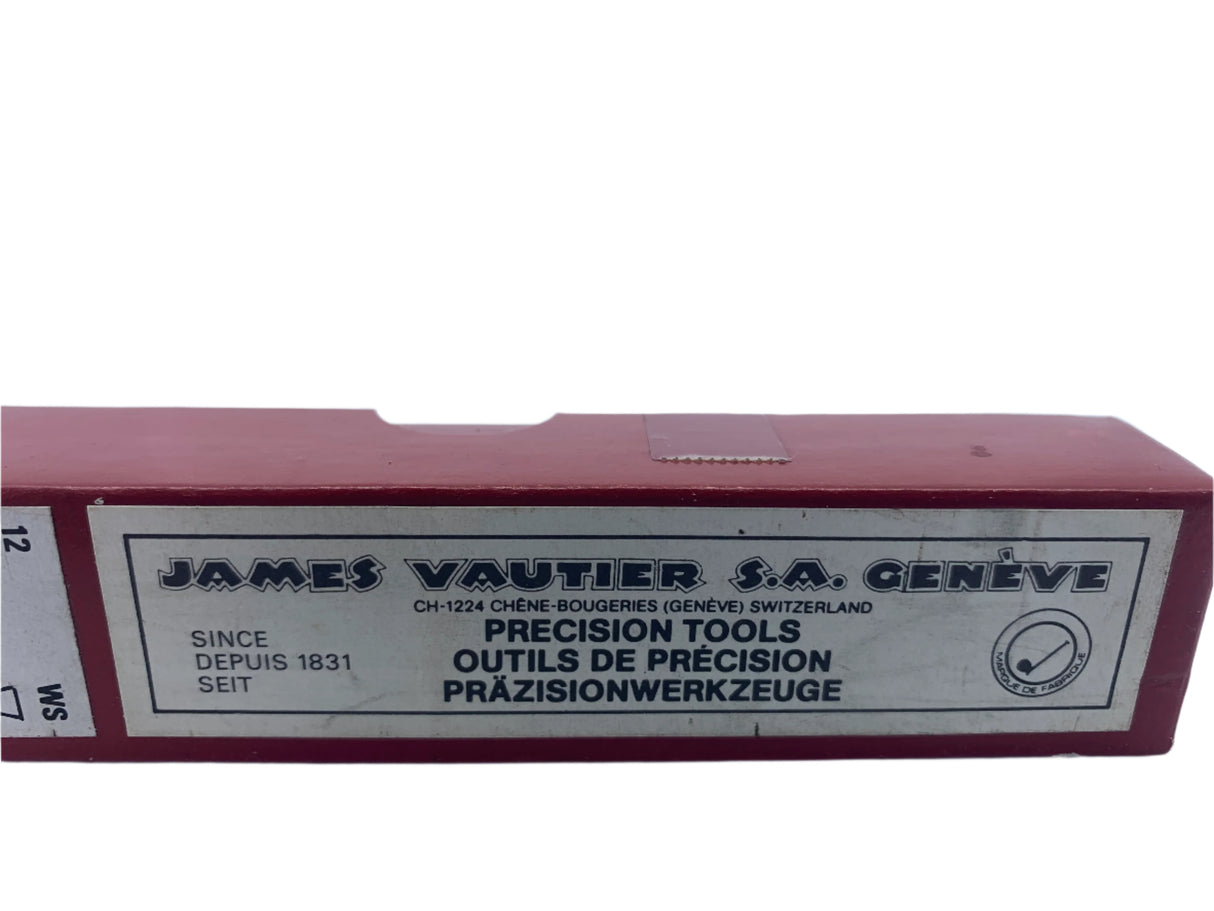 JAMES VAUTIER S.A. GENÈVE
CH-1224 CHÊNE-BOUGERIES (GENÈVE) SWITZERLAND
PRECISION TOOLS
OUTILS DE PRÉCISION
PRÄZISIONWERKZEUGE
SINCE
DEPUIS 1831
SEIT
MARQUE DE FABRIQUE
12
WS